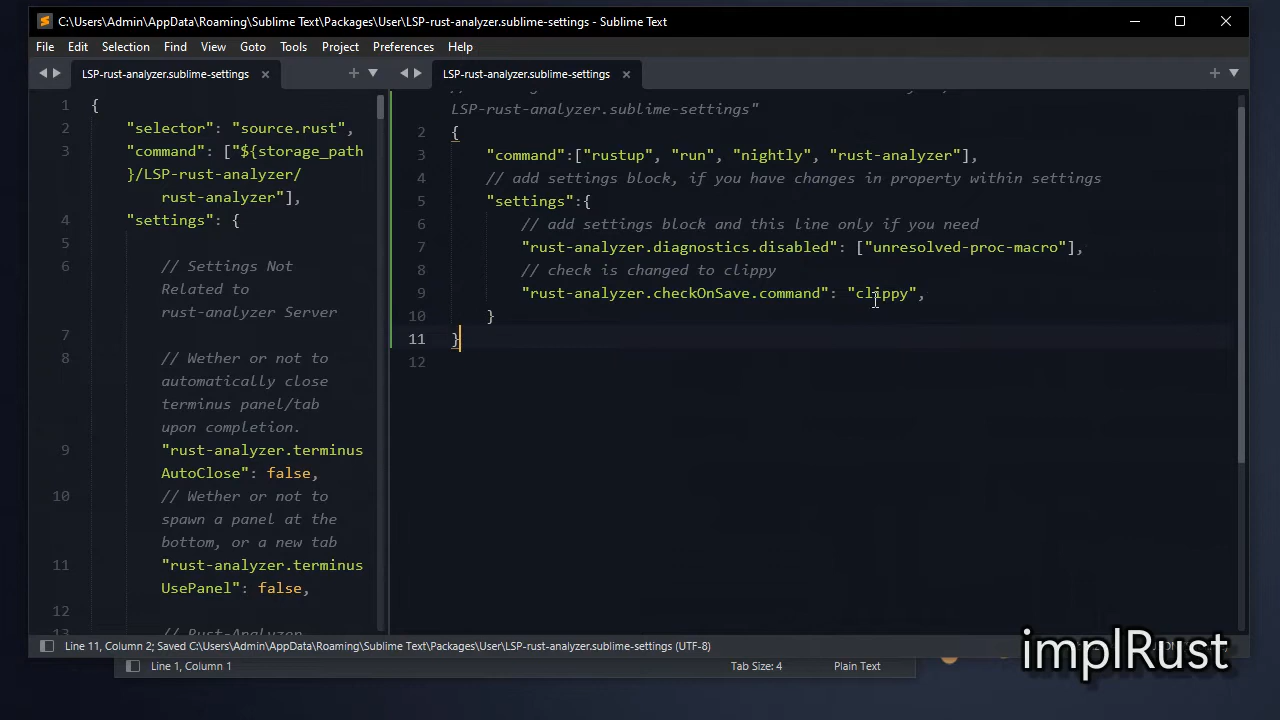 C:\Users\Admin\AppData\Roaming\Sublime Text\Packages\User\LSP-rust-analyzer.sublime-settings - Sublime Text
File Edit Selection Find View Goto Tools Project Preferences Help
LSP-rust-analyzer.sublime-settings
1 {
2 "selector": "source.rust",
3 "command": ["${storage_path
}/LSP-rust-analyzer/
rust-analyzer"],
4 "settings": {
5
6 // Settings Not
Related to
rust-analyzer Server
7
8 // Wether or not to
automatically close
terminus panel/tab
upon completion.
9 "rust-analyzer.terminus
AutoClose": false,
10 // Wether or not to
spawn a panel at the
bottom, or a new tab
11 "rust-analyzer.terminus
UsePanel": false,
12
13 // Rust-Analyzer
LSP-rust-analyzer.sublime-settings
LSP-rust-analyzer.sublime-settings"
2 {
3 "command":["rustup", "run", "nightly", "rust-analyzer"],
4 // add settings block, if you have changes in property within settings
5 "settings":{
6 // add settings block and this line only if you need
7 "rust-analyzer.diagnostics.disabled": ["unresolved-proc-macro"],
8 // check is changed to clippy
9 "rust-analyzer.checkOnSave.command": "clippy",
10 }
11 }
12
Line 11, Column 2; Saved C:\Users\Admin\AppData\Roaming\Sublime Text\Packages\User\LSP-rust-analyzer.sublime-settings (UTF-8)
Line 1, Column 1 Tab Size: 4 Plain Text
implRust